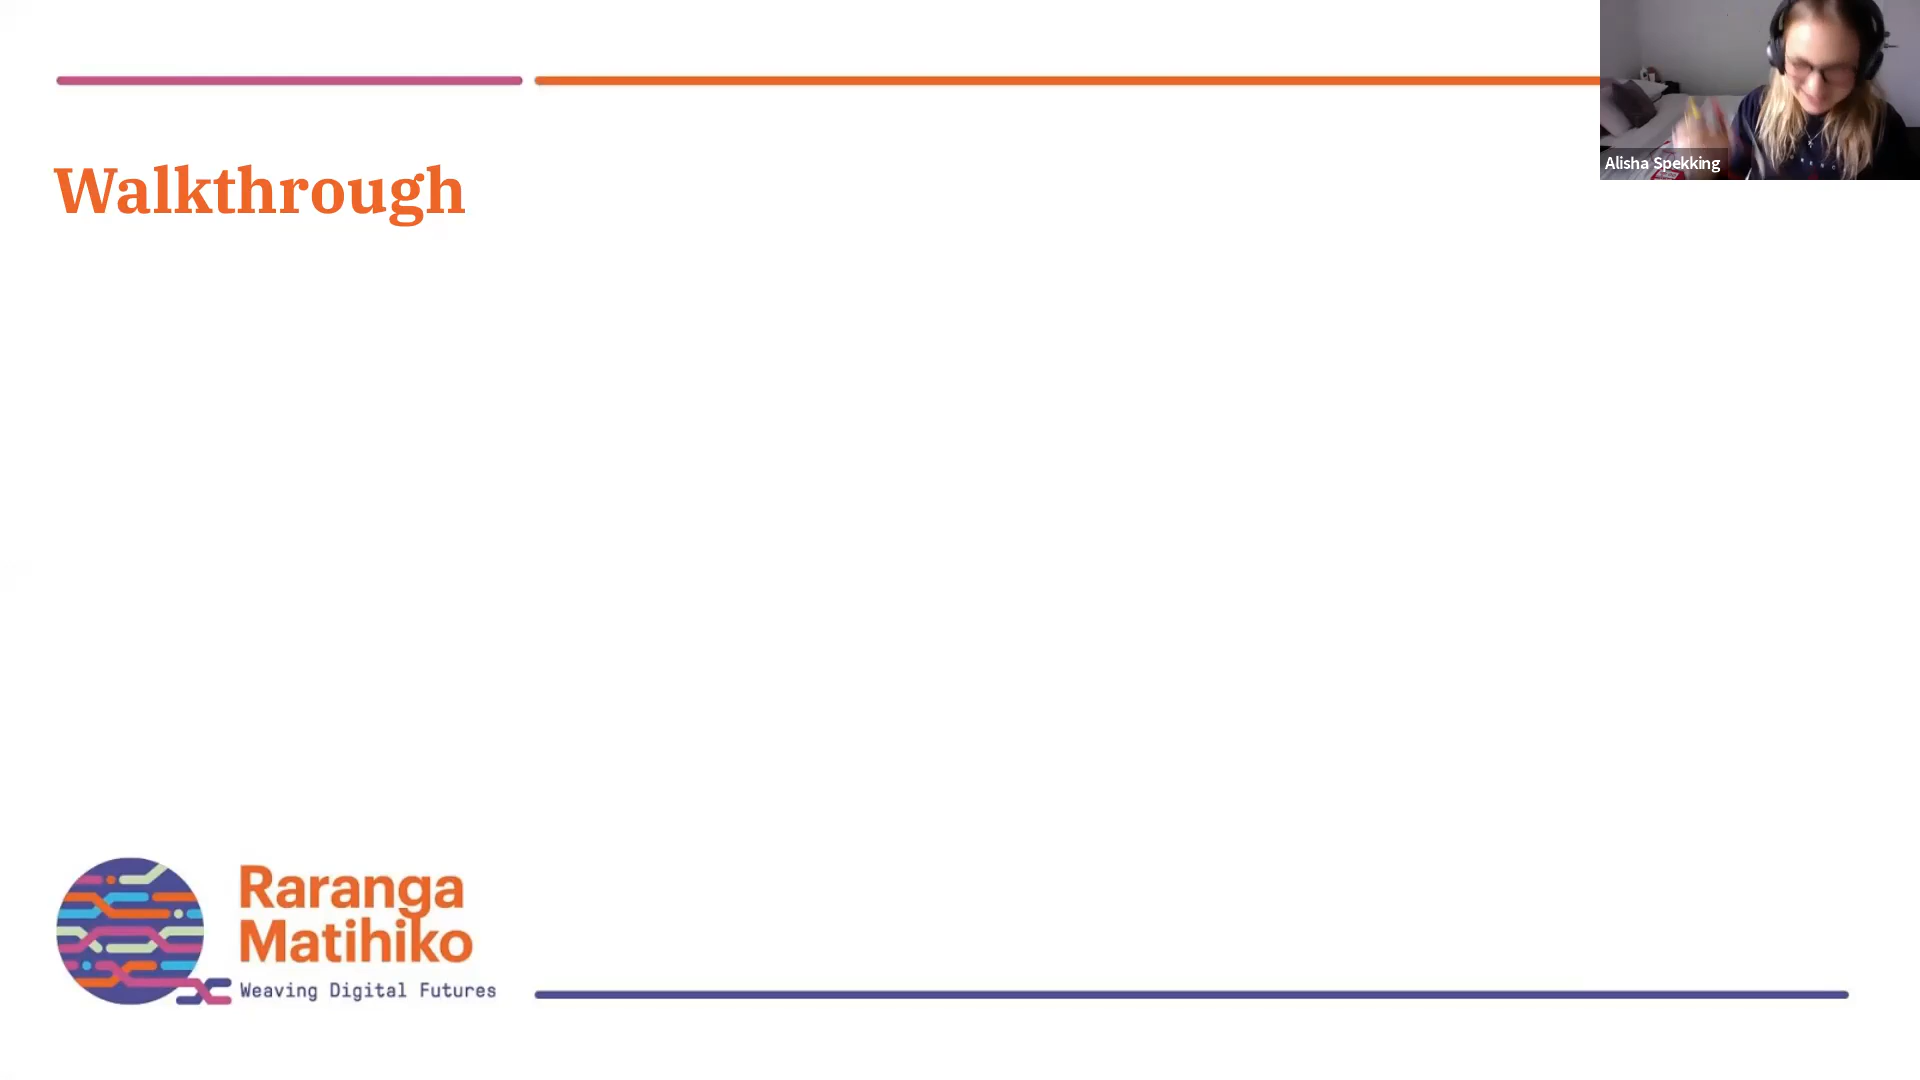 Alisha Spekking
Walkthrough
Raranga
Matihiko
Weaving Digital Futures